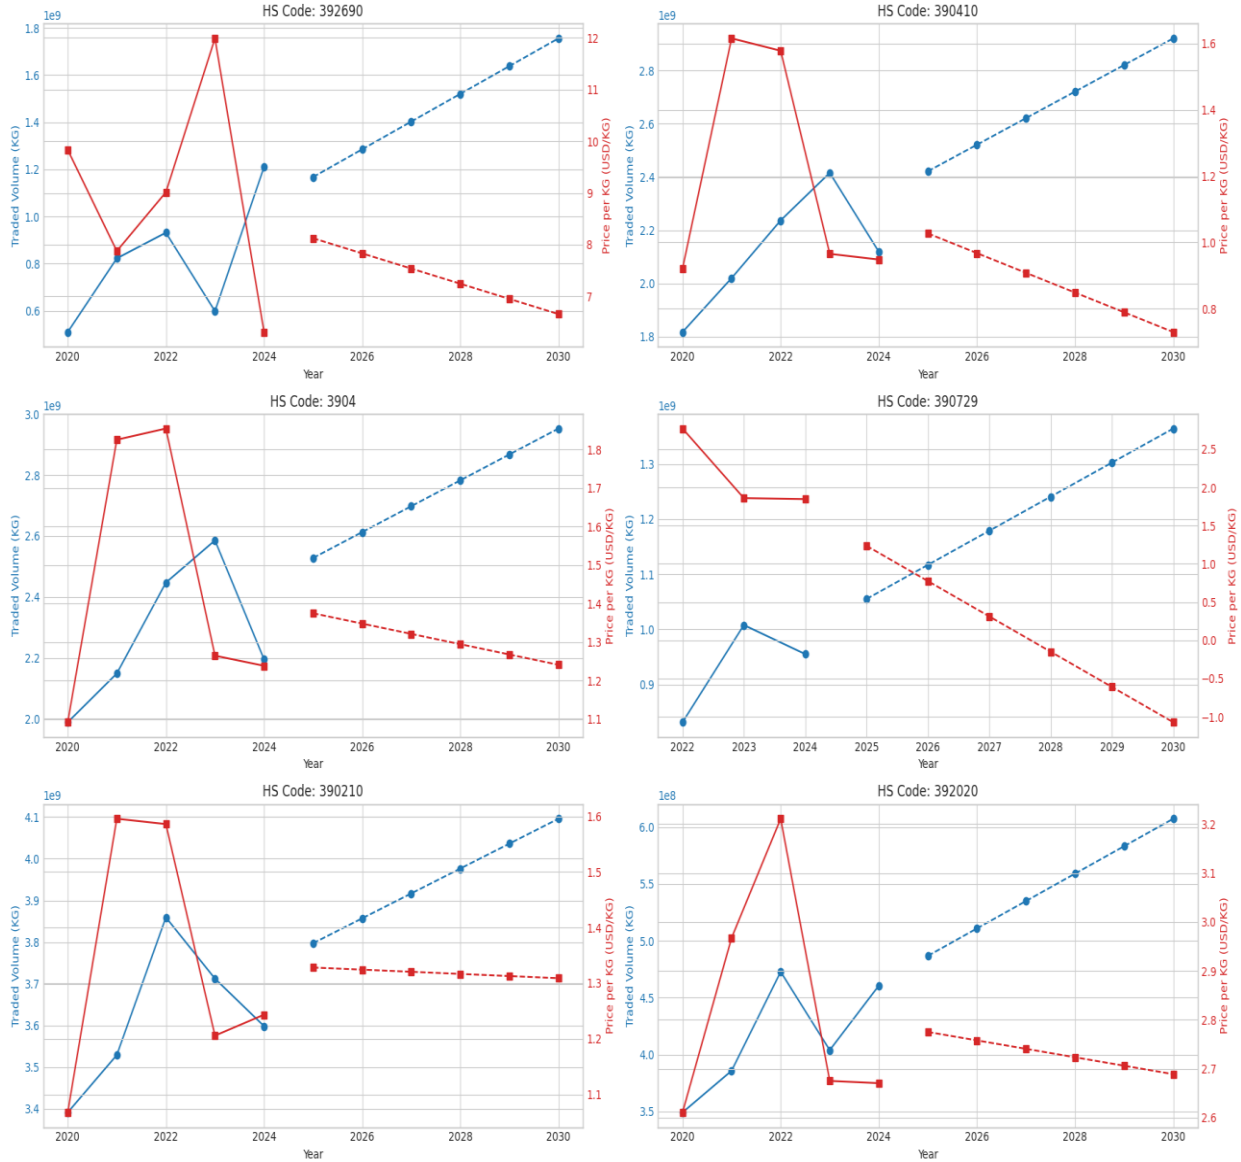 HS Code: 392690
1e9
1.8
1.6
1.4
1.2
1.0
0.8
0.6
Traded Volume (KG)
12
11
10
9
8
7
Price per KG (USD/KG)
2020 2022 2024 2026 2028 2030
Year
HS Code: 390410
1e9
2.8
2.6
2.4
2.2
2.0
1.8
Traded Volume (KG)
1.6
1.4
1.2
1.0
0.8
Price per KG (USD/KG)
2020 2022 2024 2026 2028 2030
Year
HS Code: 3904
1e9
3.0
2.8
2.6
2.4
2.2
2.0
Traded Volume (KG)
1.8
1.7
1.6
1.5
1.4
1.3
1.2
1.1
Price per KG (USD/KG)
2020 2022 2024 2026 2028 2030
Year
HS Code: 390729
1e9
1.3
1.2
1.1
1.0
0.9
Traded Volume (KG)
2.5
2.0
1.5
1.0
0.5
0.0
−0.5
−1.0
Price per KG (USD/KG)
2022 2023 2024 2025 2026 2027 2028 2029 2030
Year
HS Code: 390210
1e9
4.1
4.0
3.9
3.8
3.7
3.6
3.5
3.4
Traded Volume (KG)
1.6
1.5
1.4
1.3
1.2
1.1
Price per KG (USD/KG)
2020 2022 2024 2026 2028 2030
Year
HS Code: 392020
1e8
6.0
5.5
5.0
4.5
4.0
3.5
Traded Volume (KG)
3.2
3.1
3.0
2.9
2.8
2.7
2.6
Price per KG (USD/KG)
2020 2022 2024 2026 2028 2030
Year